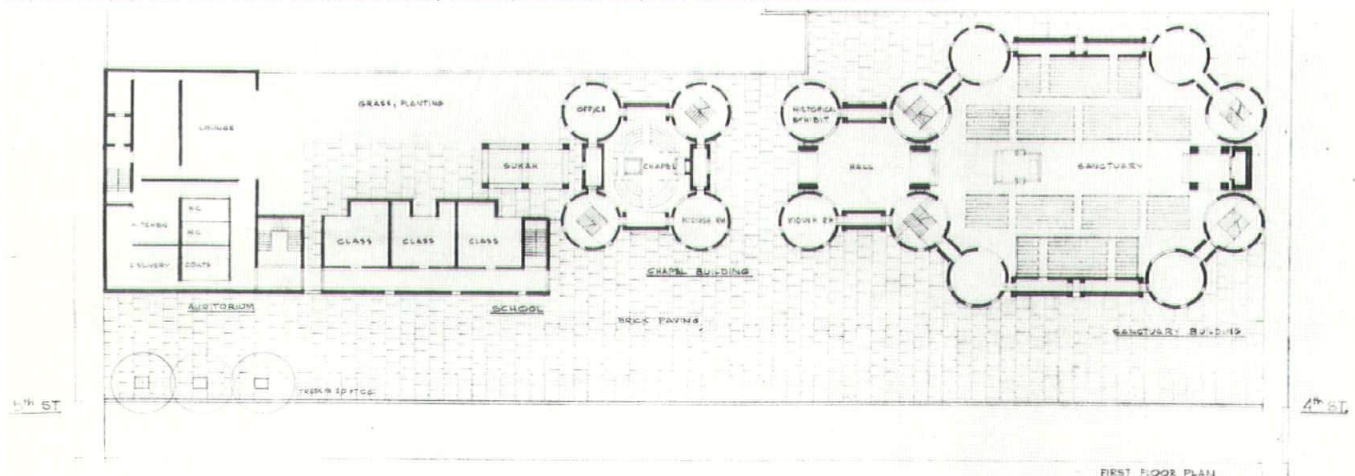 GRASS, PLANTING
LOUNGE
OFFICE
HISTORICAL
EXHIBIT
SUKAH
CHAPEL
HALL
SANCTUARY
W.C.
W.C.
KITCHEN
COATS
DELIVERY
CLASS
CLASS
CLASS
CHAPEL BUILDING
AUDITORIUM
SCHOOL
BRICK PAVING
SANCTUARY BUILDING
5th ST
4th ST.
FIRST FLOOR PLAN